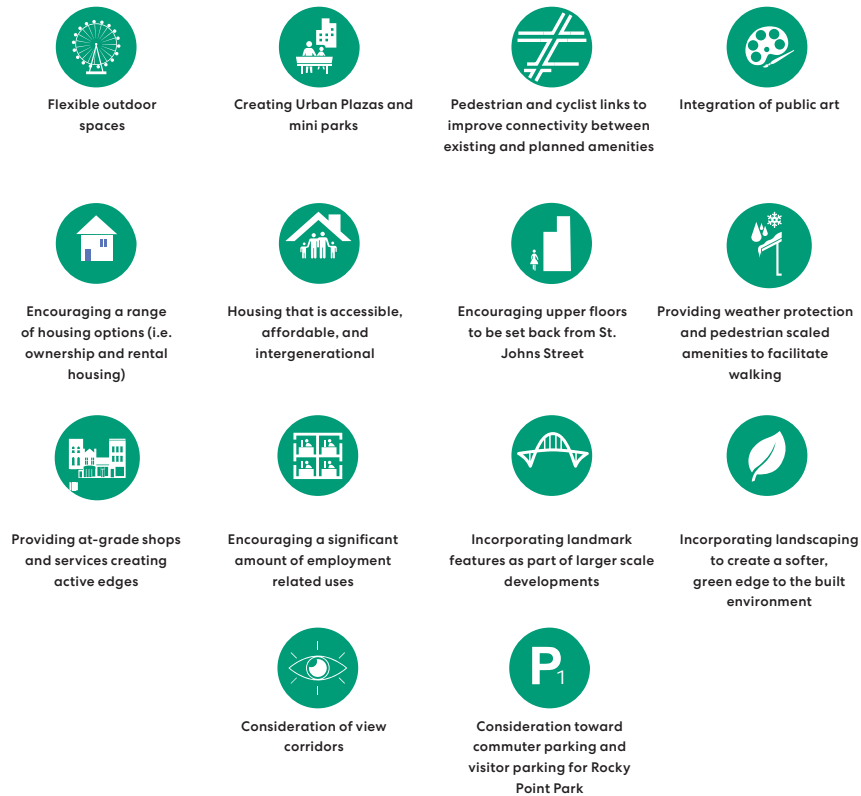 Flexible outdoor
spaces
Creating Urban Plazas and
mini parks
Pedestrian and cyclist links to
improve connectivity between
existing and planned amenities
Integration of public art
Encouraging a range
of housing options (i.e.
ownership and rental
housing)
Housing that is accessible,
affordable, and
intergenerational
Encouraging upper floors
to be set back from St.
Johns Street
Providing weather protection
and pedestrian scaled
amenities to facilitate
walking
Providing at-grade shops
and services creating
active edges
Encouraging a significant
amount of employment
related uses
Incorporating landmark
features as part of larger scale
developments
Incorporating landscaping
to create a softer,
green edge to the built
environment
Consideration of view
corridors
P1
Consideration toward
commuter parking and
visitor parking for Rocky
Point Park